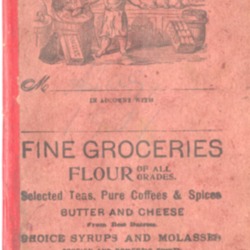 M
IN ACCOUNT WITH
FINE GROCERIES
FLOUR OF ALL GRADES.
Selected Teas, Pure Coffees & Spices
BUTTER AND CHEESE
From Best Dairies.
CHOICE SYRUPS AND MOLASSES